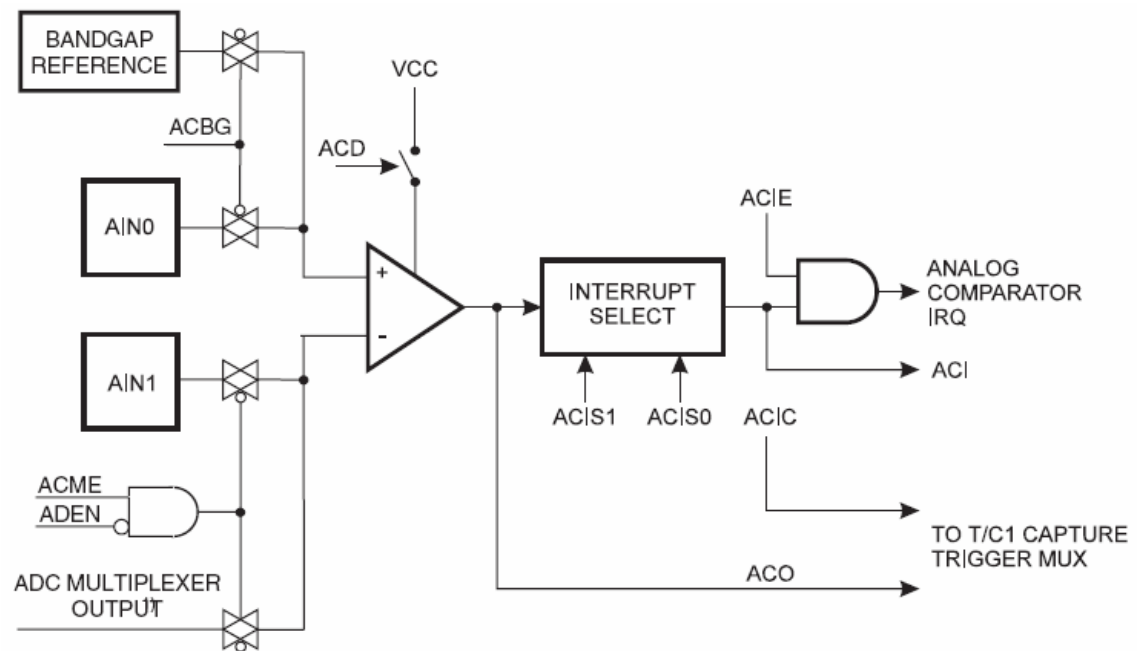 BANDGAP
REFERENCE
ACBG
AIN0
AIN1
ACME
ADEN
ADC MULTIPLEXER
OUTPUT 1)
VCC
ACD
+
-
INTERRUPT
SELECT
ACIS1 ACIS0
ACIE
ANALOG
COMPARATOR
IRQ
ACI
ACIC
TO T/C1 CAPTURE
TRIGGER MUX
ACO